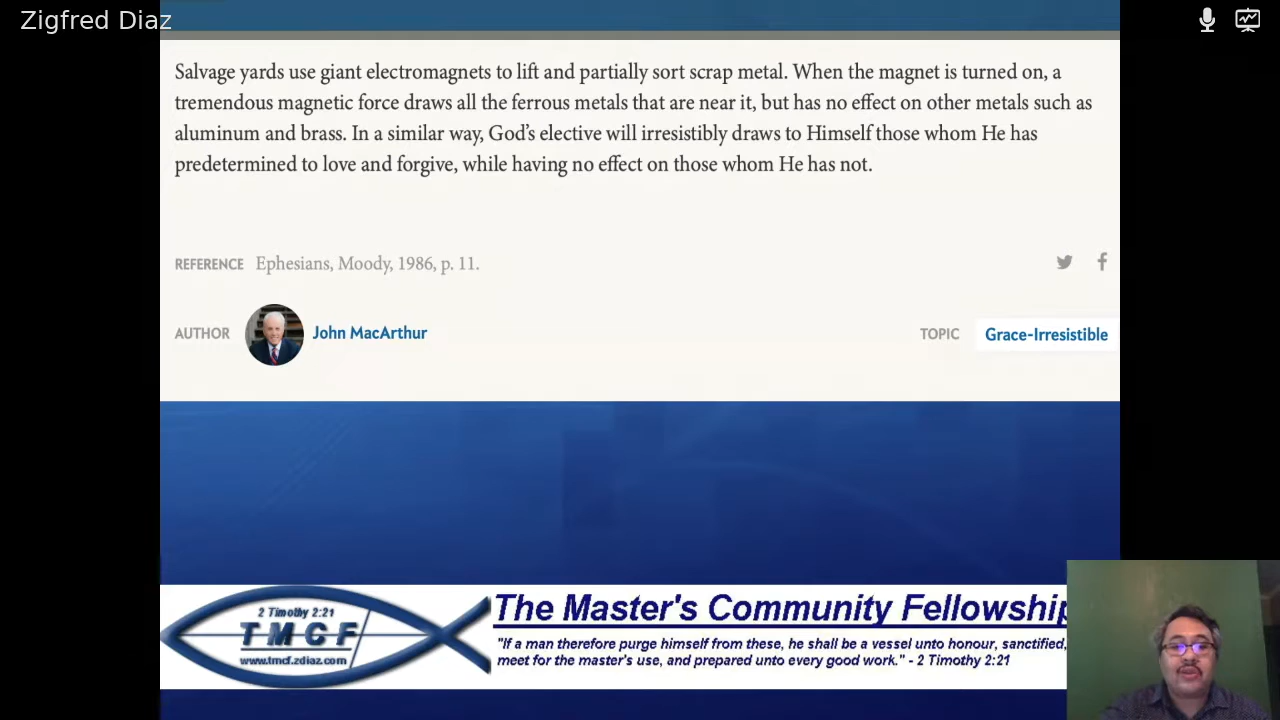 Zigfred Diaz
Salvage yards use giant electromagnets to lift and partially sort scrap metal. When the magnet is turned on, a
tremendous magnetic force draws all the ferrous metals that are near it, but has no effect on other metals such as
aluminum and brass. In a similar way, God's elective will irresistibly draws to Himself those whom He has
predetermined to love and forgive, while having no effect on those whom He has not.
REFERENCE Ephesians, Moody, 1986, p. 11.
AUTHOR John MacArthur TOPIC Grace-Irresistible
2 Timothy 2:21
TMCF
www.tmcf.zdiaz.com
The Master's Community Fellowship
"If a man therefore purge himself from these, he shall be a vessel unto honour, sanctified,
meet for the master's use, and prepared unto every good work." - 2 Timothy 2:21